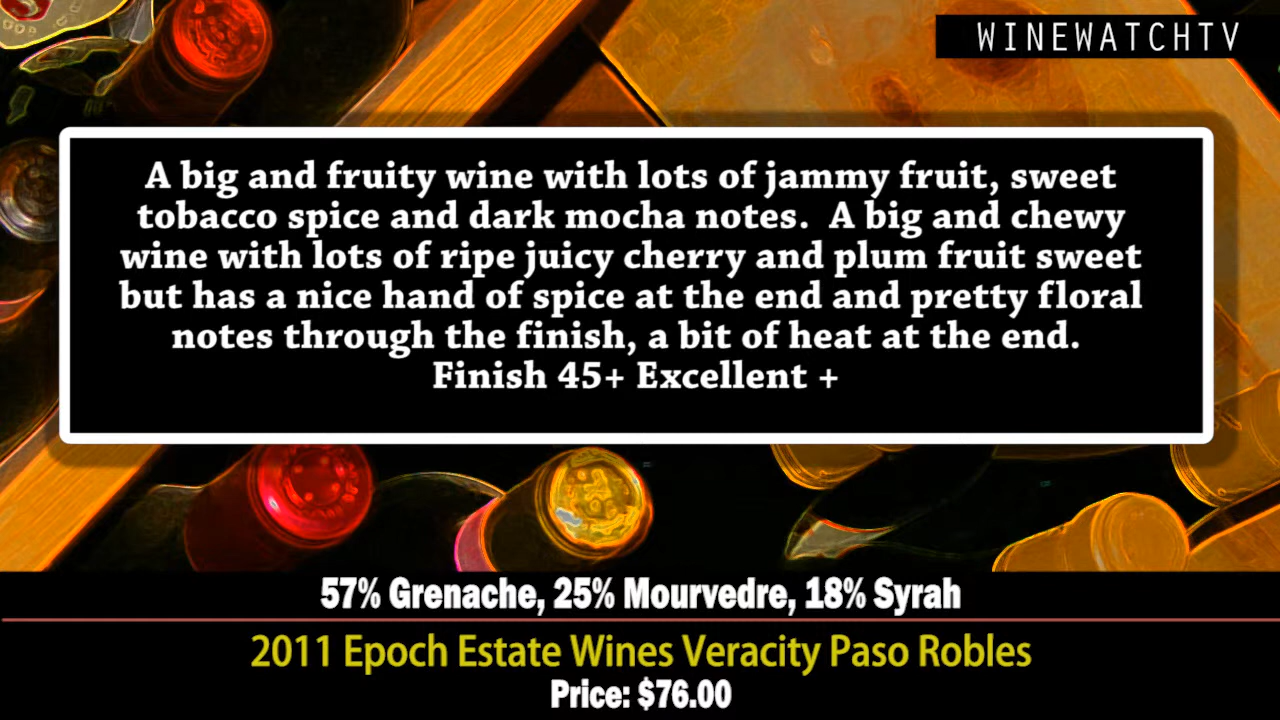 WINEWATCHTV
A big and fruity wine with lots of jammy fruit, sweet
tobacco spice and dark mocha notes.  A big and chewy
wine with lots of ripe juicy cherry and plum fruit sweet
but has a nice hand of spice at the end and pretty floral
notes through the finish, a bit of heat at the end.
Finish 45+ Excellent +
57% Grenache, 25% Mourvedre, 18% Syrah
2011 Epoch Estate Wines Veracity Paso Robles
Price: $76.00